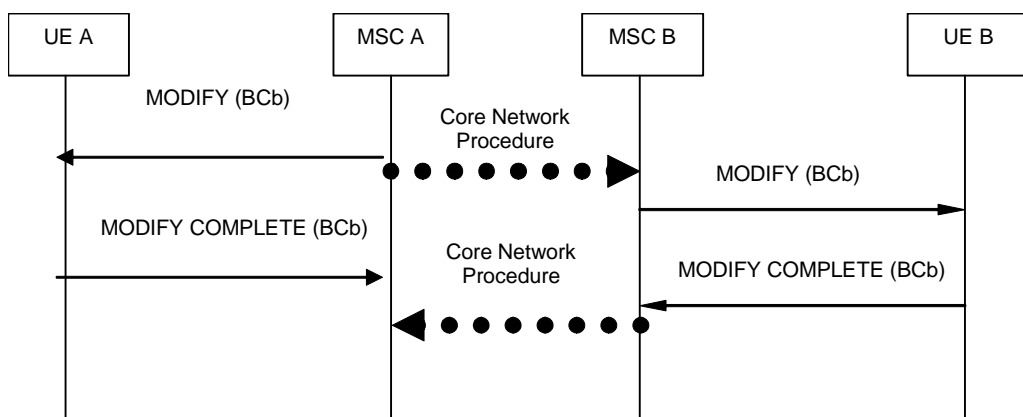 UE A
MSC A
MSC B
UE B
MODIFY (BCb)
Core Network
Procedure
MODIFY (BCb)
MODIFY COMPLETE (BCb)
Core Network
Procedure
MODIFY COMPLETE (BCb)